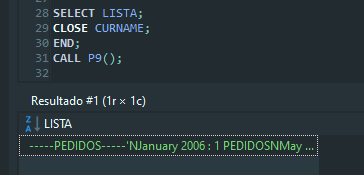 28 SELECT LISTA;
29 CLOSE CURNAME;
30 END;
31 CALL P9();
32
Resultado #1 (1r × 1c)
LISTA
-----PEDIDOS-----'NJanuary 2006 : 1 PEDIDOSNMay ...